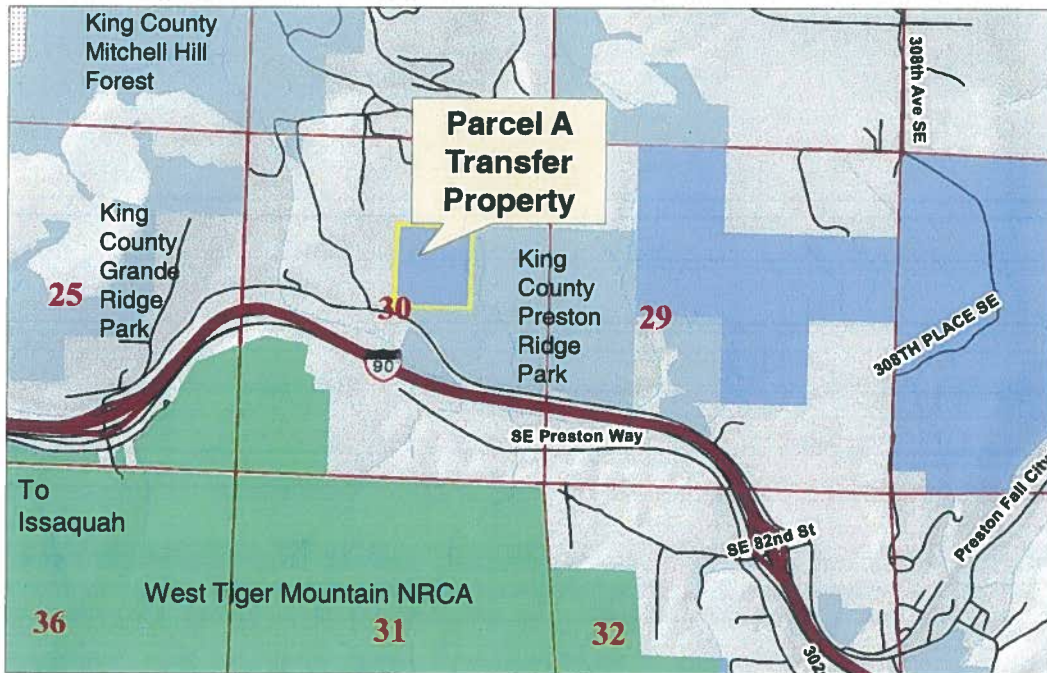 King County
Mitchell Hill
Forest
308th Ave SE
Parcel A
Transfer
Property
King
County
Grande
Ridge
Park
25
30
King
County
Preston
Ridge
Park
29
308TH PLACE SE
90
SE Preston Way
To
Issaquah
Preston Fall City
SE 82nd St
West Tiger Mountain NRCA
36
31
32